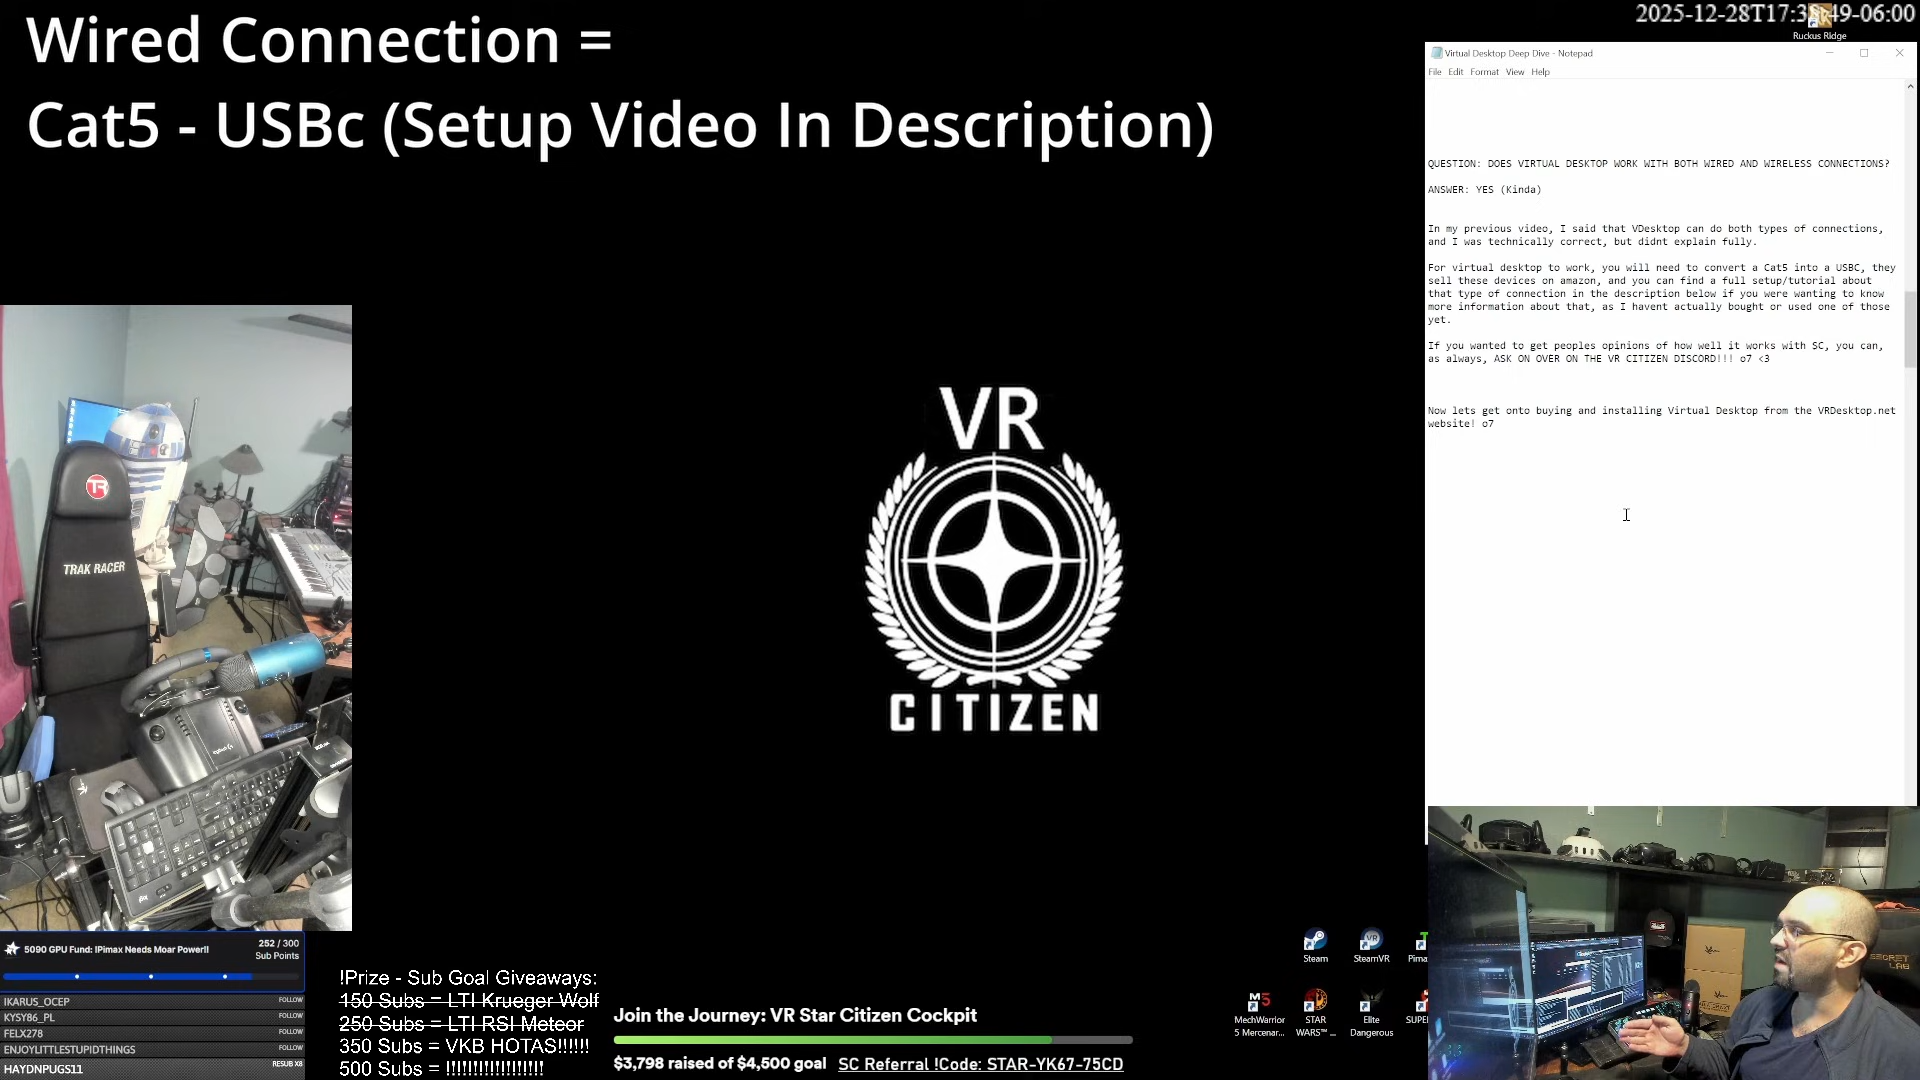 Wired Connection =
Cat5 - USBc (Setup Video In Description)
Ruckus Ridge
Virtual Desktop Deep Dive - Notepad
File Edit Format View Help
QUESTION: DOES VIRTUAL DESKTOP WORK WITH BOTH WIRED AND WIRELESS CONNECTIONS?
ANSWER: YES (Kinda)
In my previous video, I said that VDesktop can do both types of connections,
and I was technically correct, but didnt explain fully.
For virtual desktop to work, you will need to convert a Cat5 into a USBC, they
sell these devices on amazon, and you can find a full setup/tutorial about
that type of connection in the description below if you were wanting to know
more information about that, as I havent actually bought or used one of those
yet.
If you wanted to get peoples opinions of how well it works with SC, you can,
as always, ASK ON OVER ON THE VR CITIZEN DISCORD!!! o7 <3
Now lets get onto buying and installing Virtual Desktop from the VRDesktop.net
website! o7
VR
CITIZEN
TR
TRAK RACER
5090 GPU Fund: !Pimax Needs Moar Power!!
252 / 300
Sub Points
IKARUS_OCEP FOLLOW
KYSY86_PL FOLLOW
FELX278 FOLLOW
ENJOYLITTLESTUPIDTHINGS FOLLOW
HAYDNPUGS11 RESUB X8
!Prize - Sub Goal Giveaways:
150 Subs = LTI Krueger Wolf
250 Subs = LTI RSI Meteor
350 Subs = VKB HOTAS!!!!!!
500 Subs = !!!!!!!!!!!!!!!!!!
Join the Journey: VR Star Citizen Cockpit
$3,798 raised of $4,500 goal SC Referral !Code: STAR-YK67-75CD
Steam
SteamVR
MechWarrior
5 Mercenar...
STAR
WARS™ ...
Elite
Dangerous
SECRET
LAB